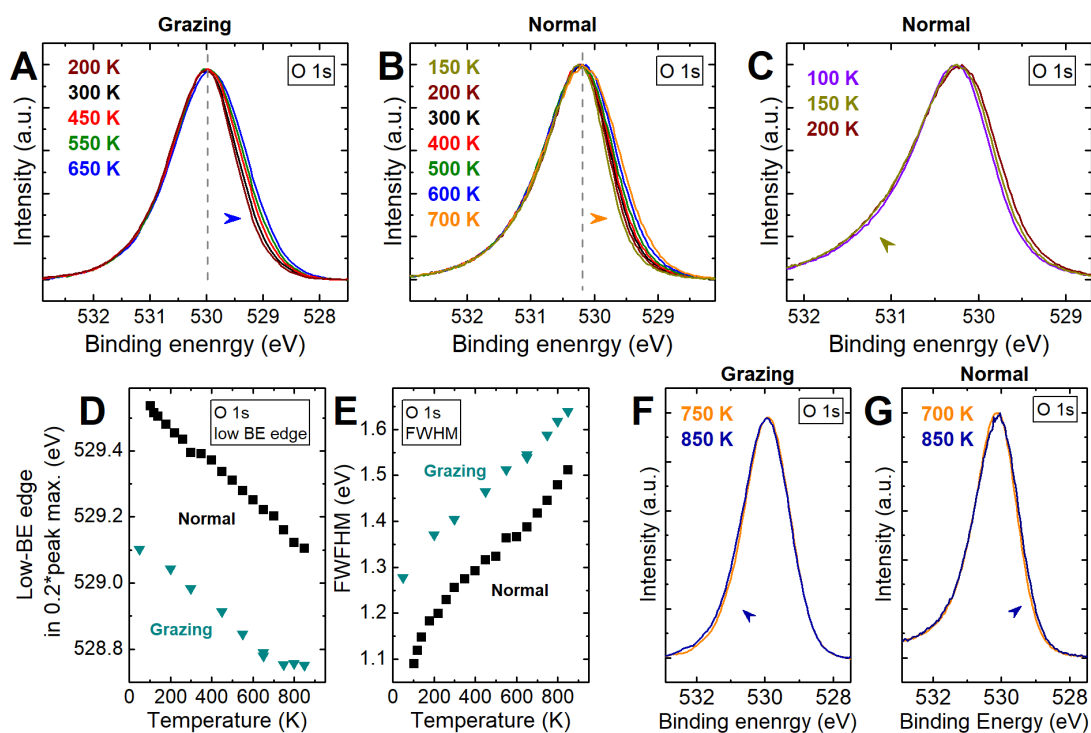 Grazing
A
200 K
300 K
450 K
550 K
650 K
O 1s
Intensity (a.u.)
532 531 530 529 528
Binding enenrgy (eV)
Normal
B
150 K
200 K
300 K
400 K
500 K
600 K
700 K
O 1s
Intensity (a.u.)
532 531 530 529
Binding enenrgy (eV)
Normal
C
100 K
150 K
200 K
O 1s
Intensity (a.u.)
532 531 530 529
Binding enenrgy (eV)
D
O 1s
low BE edge
Normal
Grazing
Low-BE edge
in 0.2*peak max. (eV)
529.4
529.2
529.0
528.8
0 200 400 600 800
Temperature (K)
E
O 1s
FWHM
Grazing
Normal
FWFHM (eV)
1.6
1.5
1.4
1.3
1.2
1.1
0 200 400 600 800
Temperature (K)
Grazing
F
750 K
850 K
O 1s
Intensity (a.u.)
532 530 528
Binding enenrgy (eV)
Normal
G
700 K
850 K
O 1s
Intensity (a.u.)
532 530 528
Binding Energy (eV)